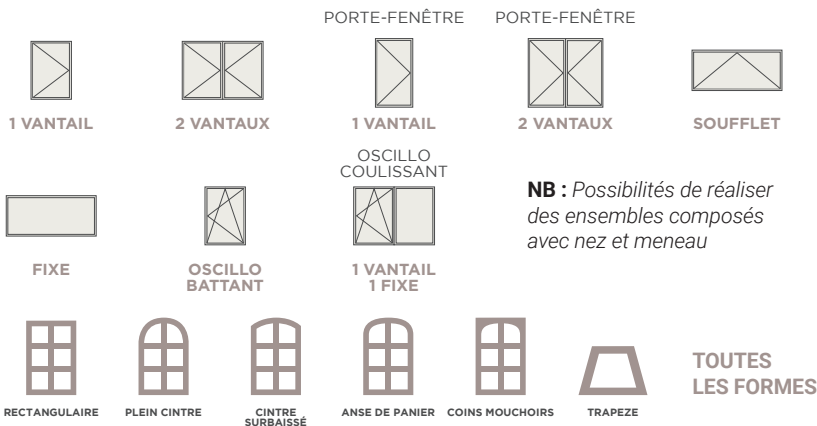 PORTE-FENÊTRE
PORTE-FENÊTRE
1 VANTAIL
2 VANTAUX
1 VANTAIL
2 VANTAUX
SOUFFLET
OSCILLO
COULISSANT
NB : Possibilités de réaliser
des ensembles composés
avec nez et meneau
FIXE
OSCILLO
BATTANT
1 VANTAIL
1 FIXE
TOUTES
LES FORMES
RECTANGULAIRE
PLEIN CINTRE
CINTRE
SURBAISSÉ
ANSE DE PANIER
COINS MOUCHOIRS
TRAPEZE